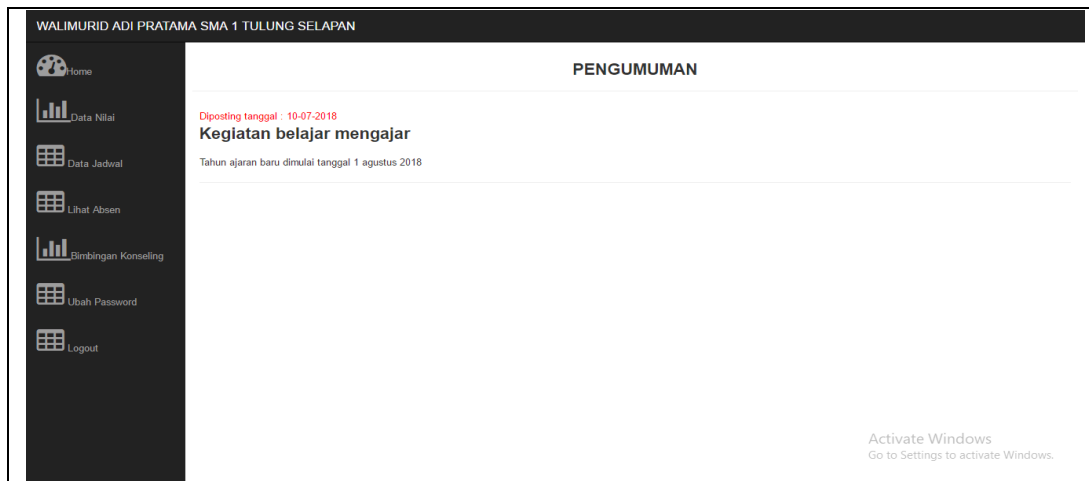 WALIMURID ADI PRATAMA SMA 1 TULUNG SELAPAN
Home
Data Nilai
Data Jadwal
Lihat Absen
Bimbingan Konseling
Ubah Password
Logout
PENGUMUMAN
Diposting tanggal : 10-07-2018
Kegiatan belajar mengajar
Tahun ajaran baru dimulai tanggal 1 agustus 2018
Activate Windows
Go to Settings to activate Windows.